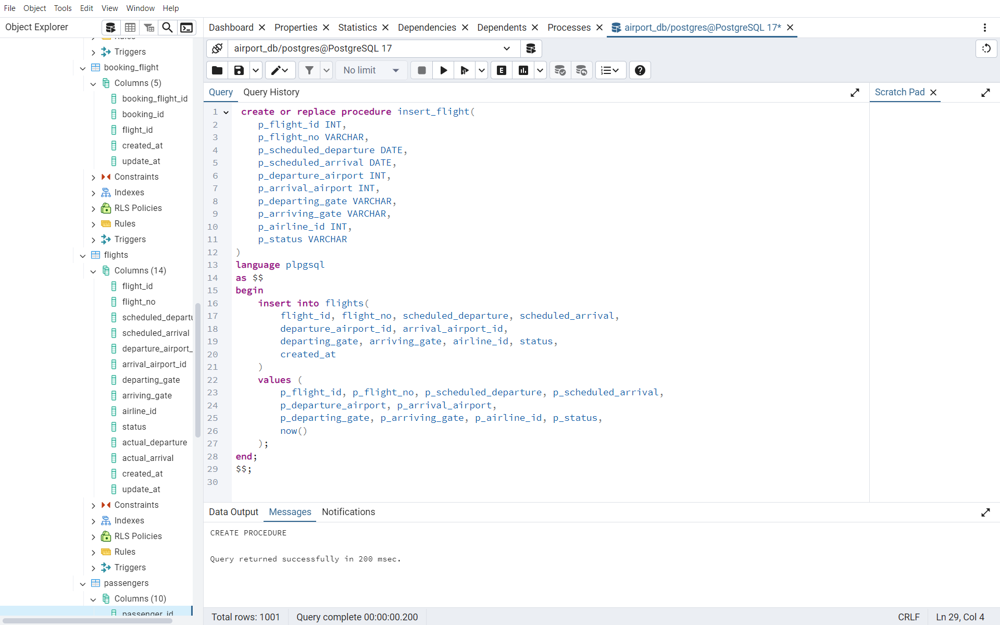 File Object Tools Edit View Window Help
Object Explorer
Triggers
booking_flight
Columns (5)
booking_flight_id
booking_id
flight_id
created_at
update_at
Constraints
Indexes
RLS Policies
Rules
Triggers
flights
Columns (14)
flight_id
flight_no
scheduled_depart
scheduled_arrival
departure_airport_
arrival_airport_id
departing_gate
arriving_gate
airline_id
status
actual_departure
actual_arrival
created_at
update_at
Constraints
Indexes
RLS Policies
Rules
Triggers
passengers
Columns (10)
passenger_id
Dashboard Properties Statistics Dependencies Dependents Processes airport_db/postgres@PostgreSQL 17*
airport_db/postgres@PostgreSQL 17
No limit E
Query Query History
1 create or replace procedure insert_flight(
2 p_flight_id INT,
3 p_flight_no VARCHAR,
4 p_scheduled_departure DATE,
5 p_scheduled_arrival DATE,
6 p_departure_airport INT,
7 p_arrival_airport INT,
8 p_departing_gate VARCHAR,
9 p_arriving_gate VARCHAR,
10 p_airline_id INT,
11 p_status VARCHAR
12 )
13 language plpgsql
14 as $$
15 begin
16 insert into flights(
17 flight_id, flight_no, scheduled_departure, scheduled_arrival,
18 departure_airport_id, arrival_airport_id,
19 departing_gate, arriving_gate, airline_id, status,
20 created_at
21 )
22 values (
23 p_flight_id, p_flight_no, p_scheduled_departure, p_scheduled_arrival,
24 p_departure_airport, p_arrival_airport,
25 p_departing_gate, p_arriving_gate, p_airline_id, p_status,
26 now()
27 );
28 end;
29 $$;
30
Scratch Pad
Data Output Messages Notifications
CREATE PROCEDURE
Query returned successfully in 200 msec.
Total rows: 1001 Query complete 00:00:00.200 CRLF Ln 29, Col 4